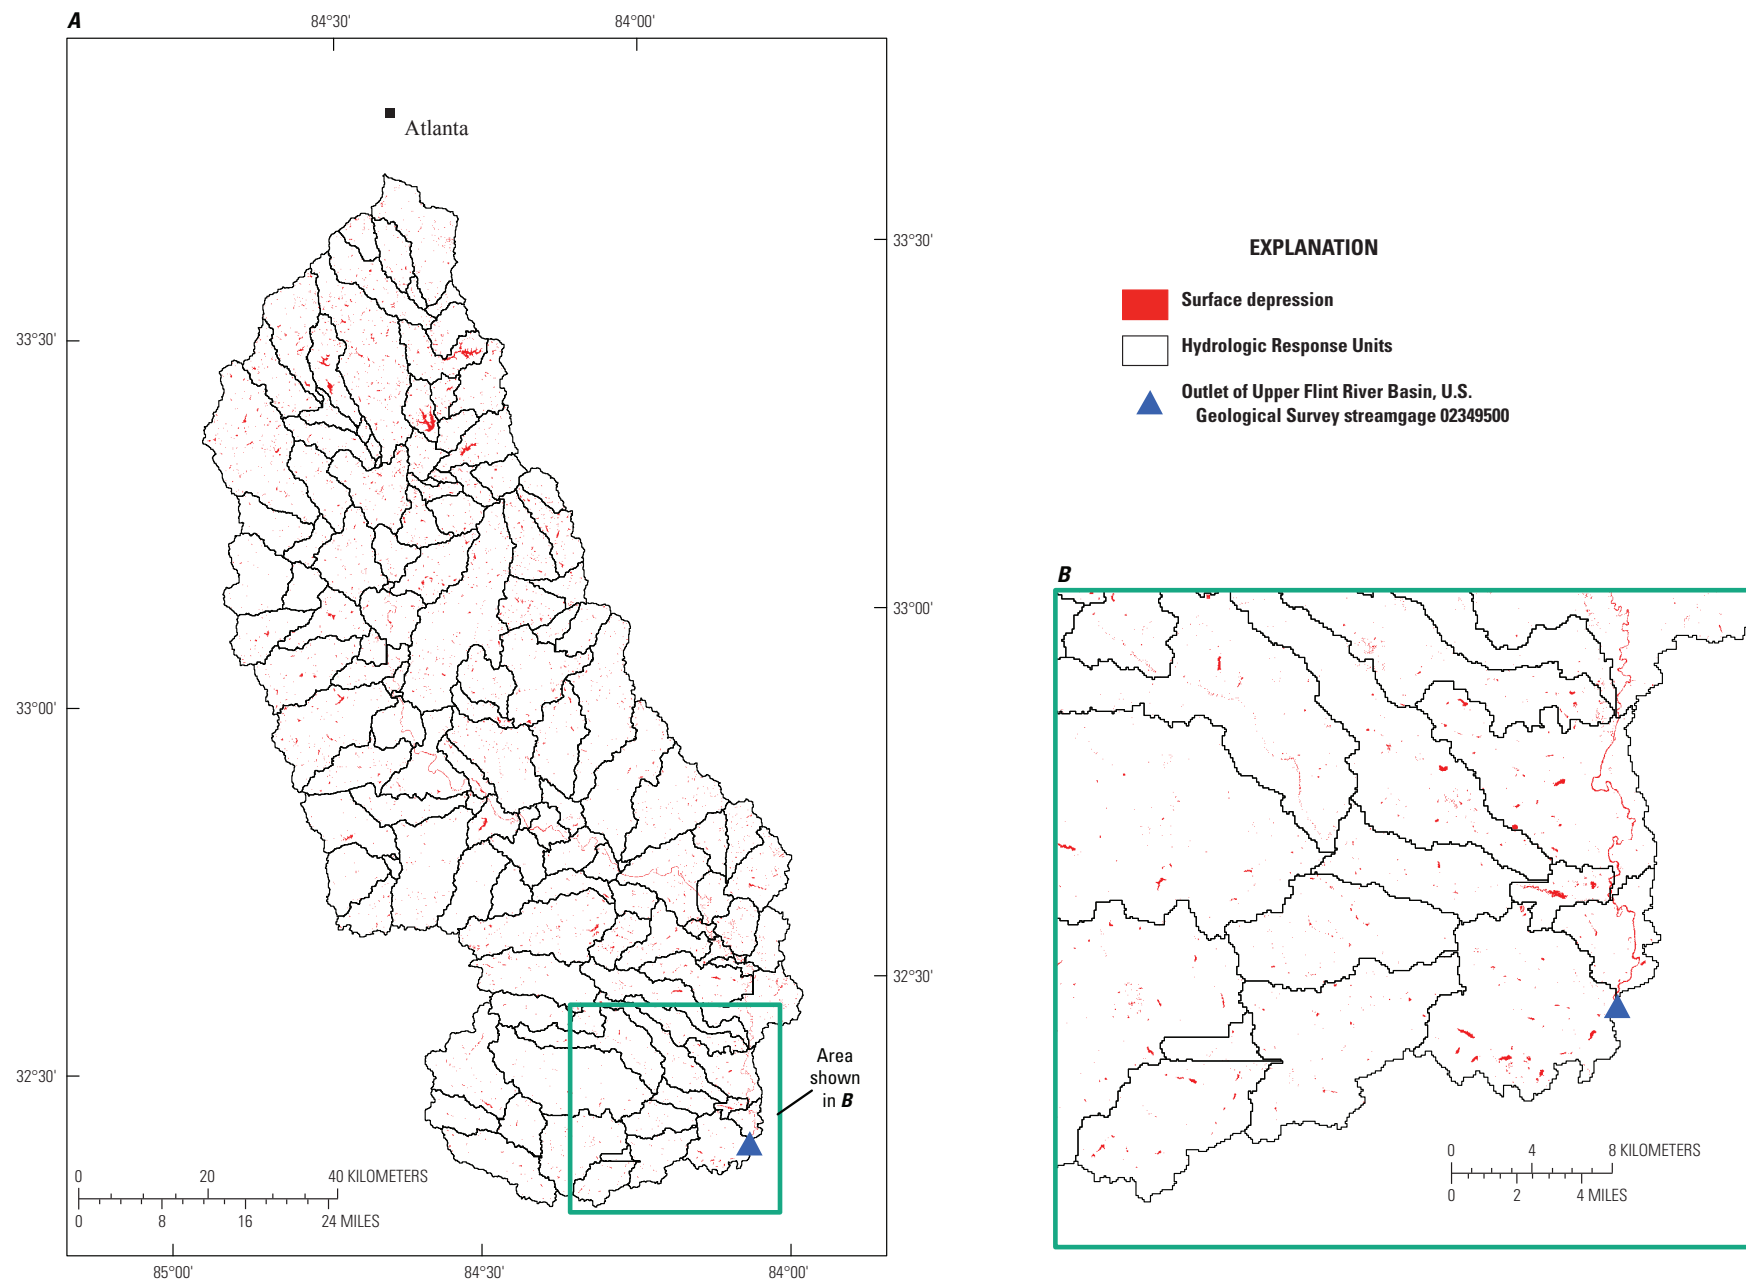 A
84°30'
84°00'
Atlanta
33°30'
33°30'
33°00'
33°00'
32°30'
32°30'
Area
shown
in B
0
20
40 KILOMETERS
0
8
16
24 MILES
85°00'
84°30'
84°00'
EXPLANATION
Surface depression
Hydrologic Response Units
Outlet of Upper Flint River Basin, U.S.
Geological Survey streamgage 02349500
B
0
4
8 KILOMETERS
0
2
4 MILES